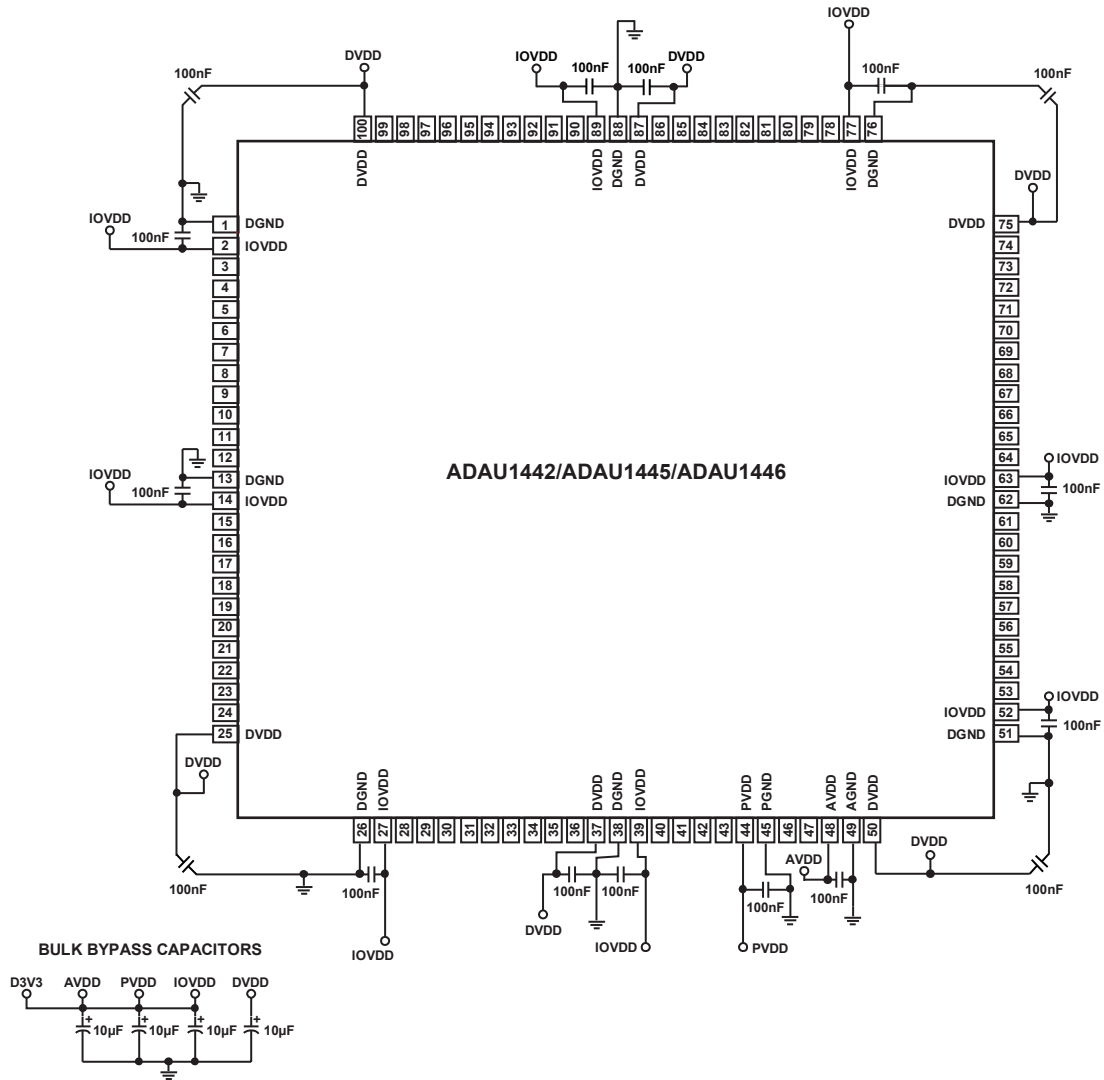 IOVDD
DVDD
IOVDD
DVDD
100nF
100nF
100nF
100nF
100nF
100 99 98 97 96 95 94 93 92 91 90 89 88 87 86 85 84 83 82 81 80 79 78 77 76
DVDD
IOVDD
DGND
DVDD
IOVDD
DGND
IOVDD
100nF
1 DGND
2 IOVDD
3
4
5
6
7
8
9
10
11
12
IOVDD
100nF
13 DGND
14 IOVDD
15
16
17
18
19
20
21
22
23
24
25 DVDD
DVDD
100nF
ADAU1442/ADAU1445/ADAU1446
DVDD
DVDD 75
74
73
72
71
70
69
68
67
66
65
64
IOVDD
IOVDD 63
100nF
DGND 62
61
60
59
58
57
56
55
54
53
IOVDD
IOVDD 52
100nF
DGND 51
DGND
IOVDD
DVDD
DGND
IOVDD
PVDD
PGND
AVDD
AGND
DVDD
26 27 28 29 30 31 32 33 34 35 36 37 38 39 40 41 42 43 44 45 46 47 48 49 50
100nF
IOVDD
100nF
100nF
DVDD
IOVDD
100nF
PVDD
AVDD
100nF
DVDD
100nF
BULK BYPASS CAPACITORS
D3V3 AVDD PVDD IOVDD DVDD
+ + + +
10µF 10µF 10µF 10µF